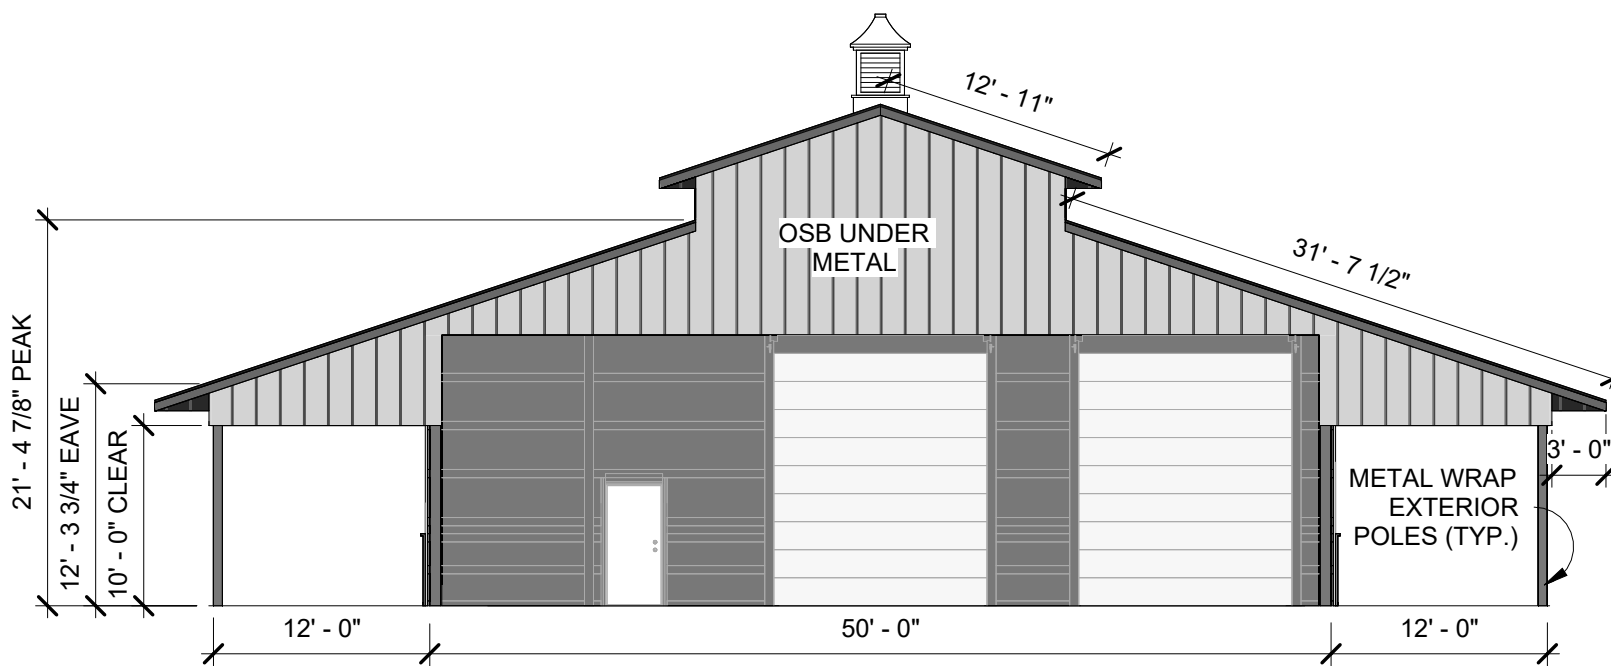 12' - 11"
OSB UNDER
METAL
31' - 7 1/2"
21' - 4 7/8" PEAK
12' - 3 3/4" EAVE
10' - 0" CLEAR
3' - 0"
METAL WRAP
EXTERIOR
POLES (TYP.)
12' - 0"
50' - 0"
12' - 0"